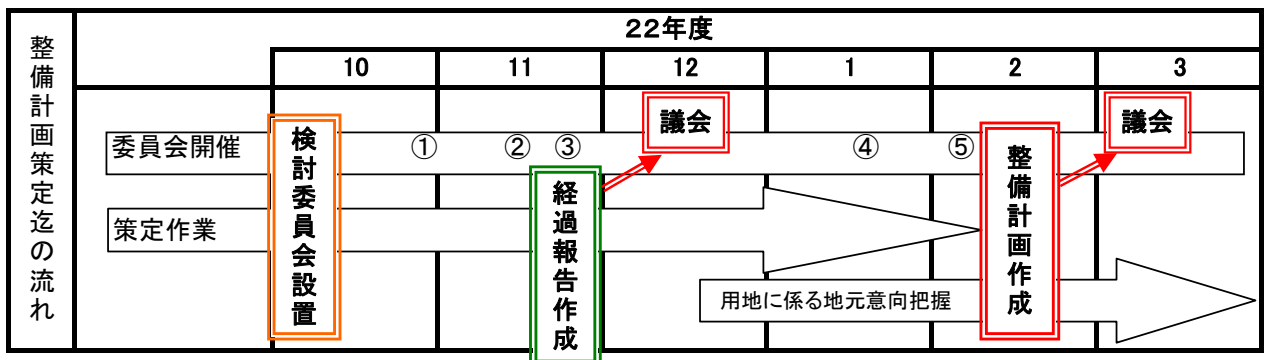 整備計画策定迄の流れ
22年度
10 11 12 1 2 3
委員会開催
検討委員会設置
① ② ③ ④ ⑤
議会
議会
経過報告作成
整備計画作成
策定作業
用地に係る地元意向把握